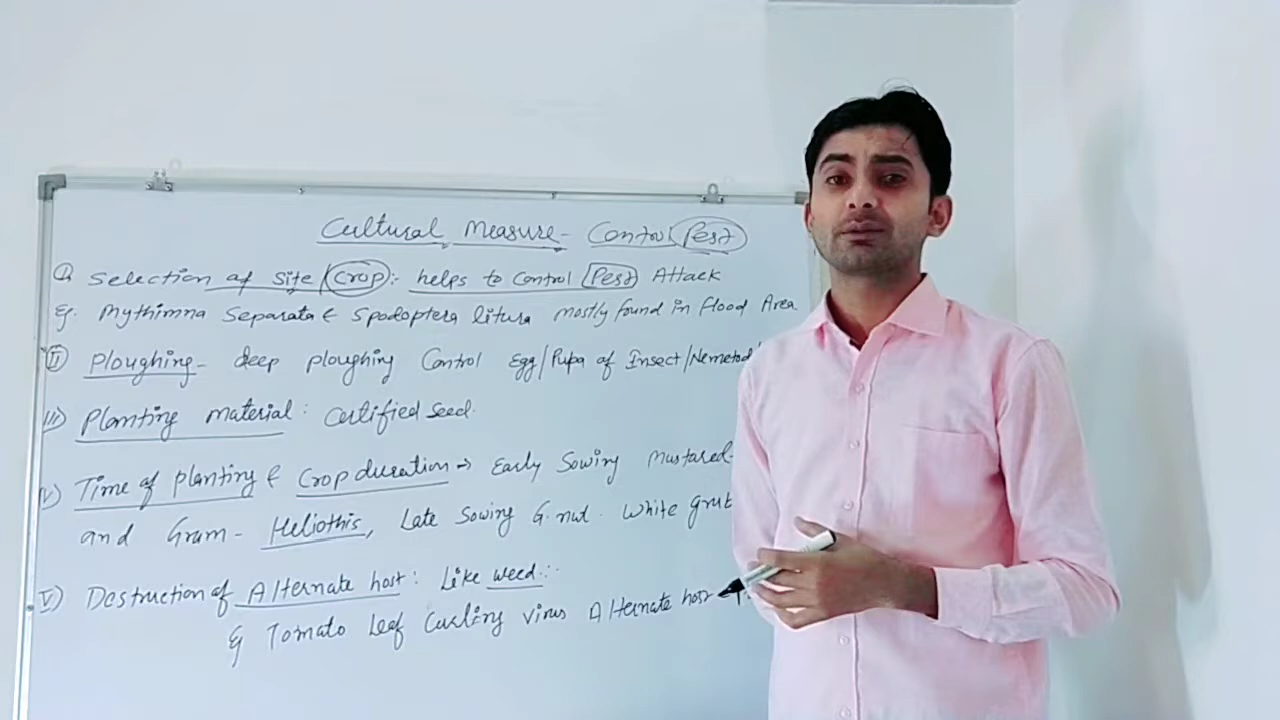 Cultural Measure - Control Pest
Selection of Site/Crop: helps to Control Pest Attack
Eg. Mythimna Separata & Spodoptera litura mostly found in Flood Area
II) Ploughing - deep ploughing Control Egg/Pupa of Insect/Nemetod
III) Planting material: Certified Seed.
Time of planting & Crop duration → Early Sowing Mustared-
and Gram - Heliothis, Late Sowing G.nut. White grub
V) Destruction of Alternate host: Like weed:-
Eg Tomato Leaf Curling virus Alternate host